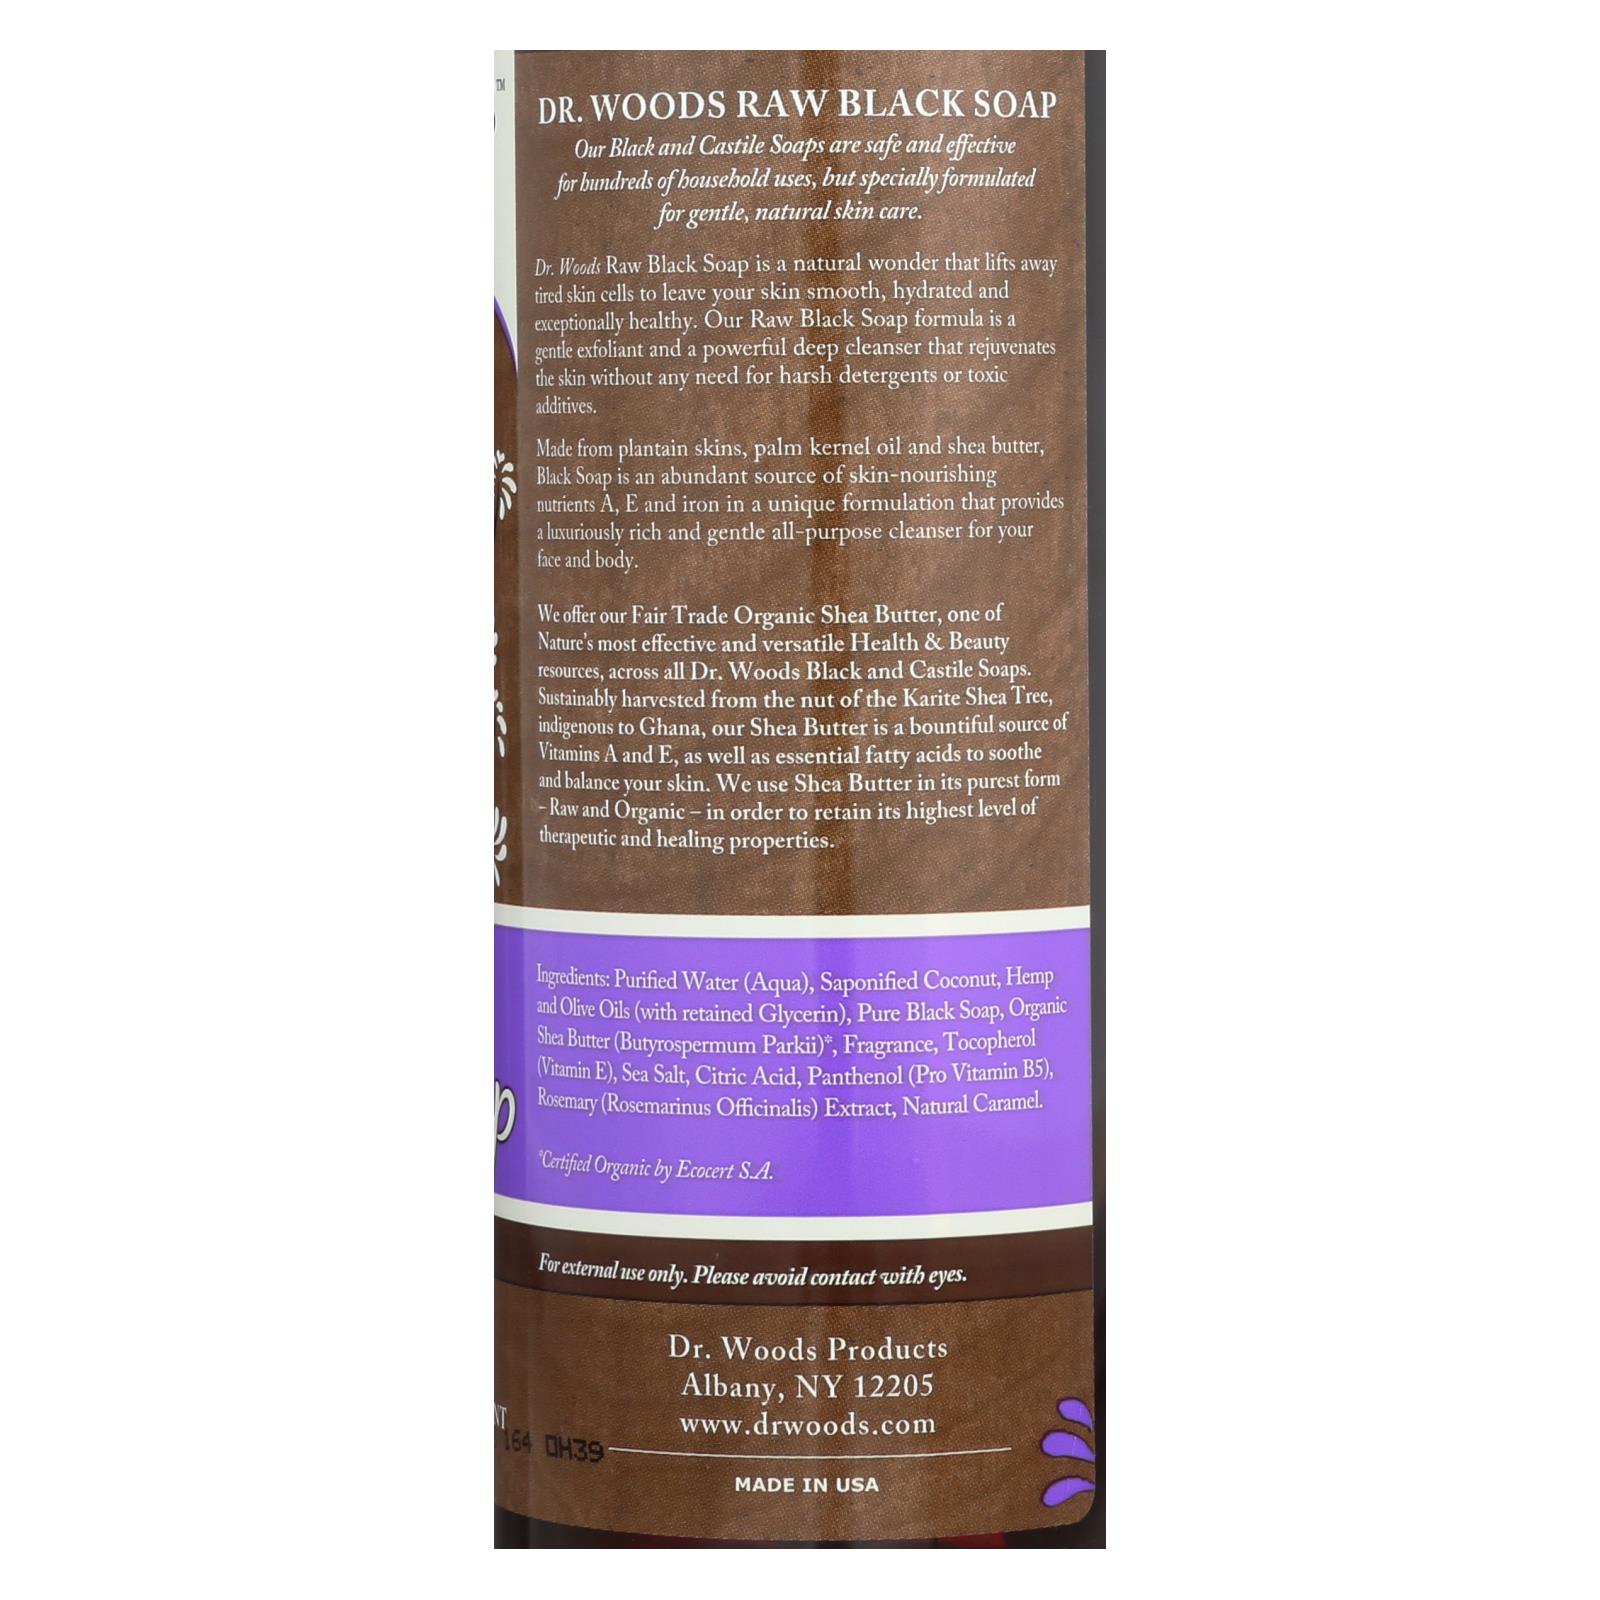 TM
DR. WOODS RAW BLACK SOAP
Our Black and Castile Soaps are safe and effective
for hundreds of household uses, but specially formulated
for gentle, natural skin care.
Dr. Woods Raw Black Soap is a natural wonder that lifts away
tired skin cells to leave your skin smooth, hydrated and
exceptionally healthy. Our Raw Black Soap formula is a
gentle exfoliant and a powerful deep cleanser that rejuvenates
the skin without any need for harsh detergents or toxic
additives.
Made from plantain skins, palm kernel oil and shea butter,
Black Soap is an abundant source of skin-nourishing
nutrients A, E and iron in a unique formulation that provides
a luxuriously rich and gentle all-purpose cleanser for your
face and body.
We offer our Fair Trade Organic Shea Butter, one of
Nature's most effective and versatile Health & Beauty
resources, across all Dr. Woods Black and Castile Soaps.
Sustainably harvested from the nut of the Karite Shea Tree,
indigenous to Ghana, our Shea Butter is a bountiful source of
Vitamins A and E, as well as essential fatty acids to soothe
and balance your skin. We use Shea Butter in its purest form
– Raw and Organic – in order to retain its highest level of
therapeutic and healing properties.
Ingredients: Purified Water (Aqua), Saponified Coconut, Hemp
and Olive Oils (with retained Glycerin), Pure Black Soap, Organic
Shea Butter (Butyrospermum Parkii)*, Fragrance, Tocopherol
(Vitamin E), Sea Salt, Citric Acid, Panthenol (Pro Vitamin B5),
Rosemary (Rosemarinus Officinalis) Extract, Natural Caramel.
*Certified Organic by Ecocert S.A.
For external use only. Please avoid contact with eyes.
Dr. Woods Products
Albany, NY 12205
www.drwoods.com
164 OH39
MADE IN USA